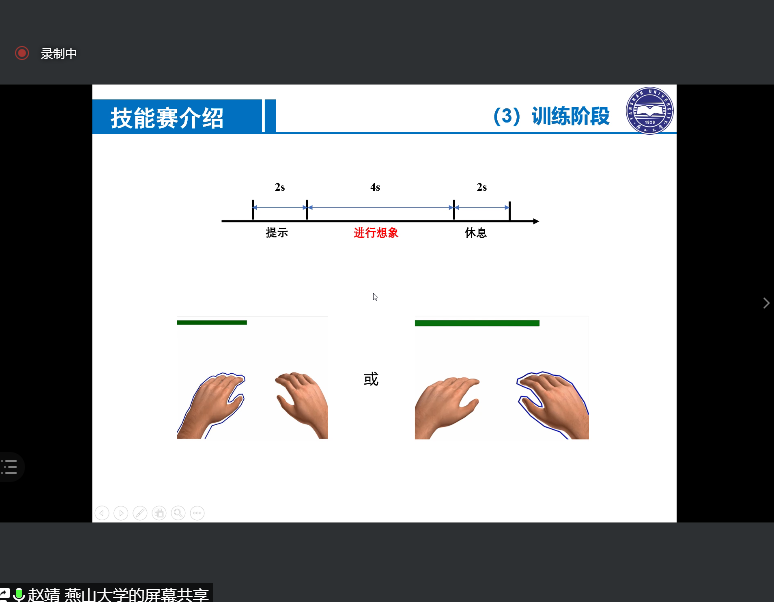 录制中
技能赛介绍
（3）训练阶段
2s 4s 2s
提示 进行想象 休息
或
赵靖 燕山大学的屏幕共享